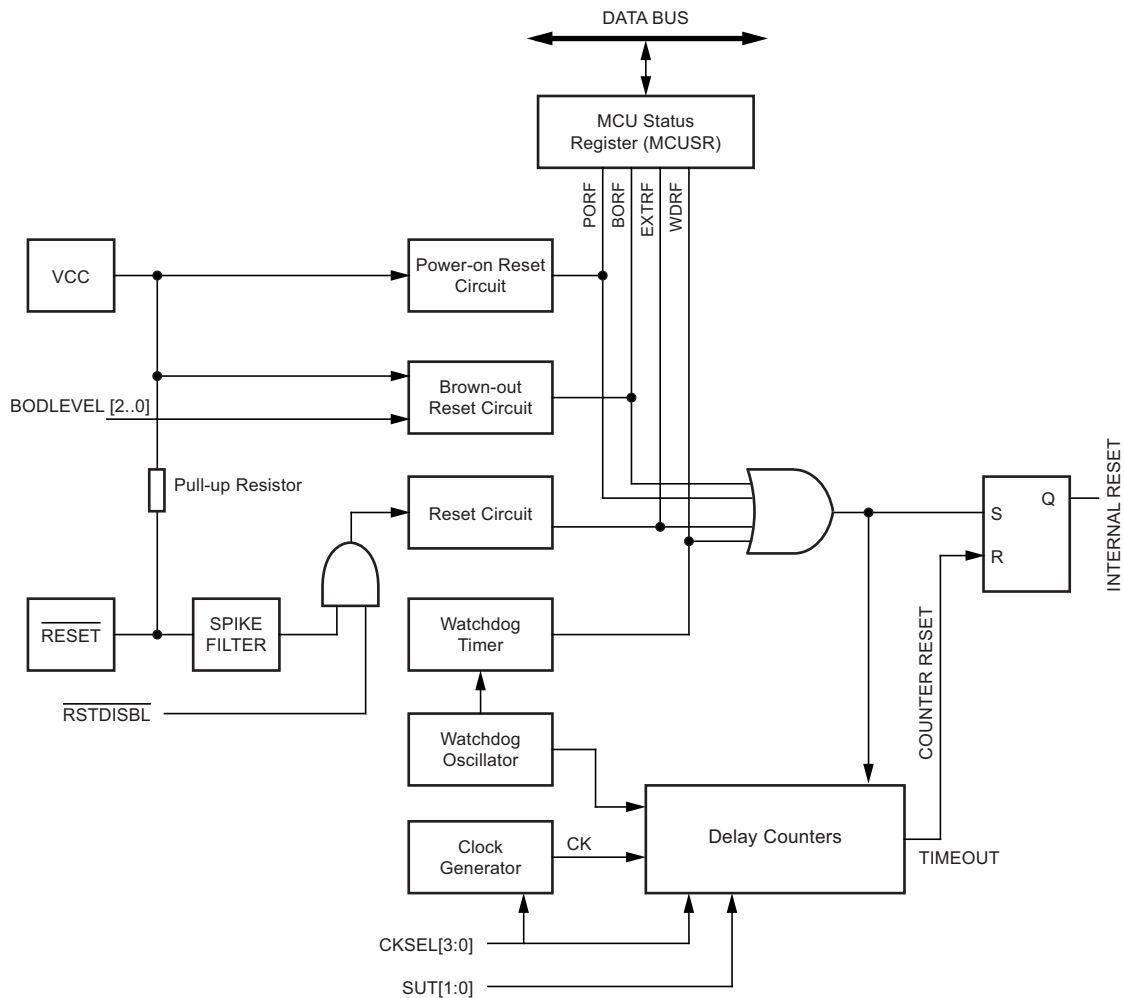 DATA BUS
MCU Status
Register (MCUSR)
PORF
BORF
EXTRF
WDRF
VCC
Power-on Reset
Circuit
Brown-out
Reset Circuit
BODLEVEL [2..0]
Pull-up Resistor
Reset Circuit
S
Q
R
INTERNAL RESET
RESET
SPIKE
FILTER
Watchdog
Timer
RSTDISBL
COUNTER RESET
Watchdog
Oscillator
Delay Counters
Clock
Generator
CK
TIMEOUT
CKSEL[3:0]
SUT[1:0]